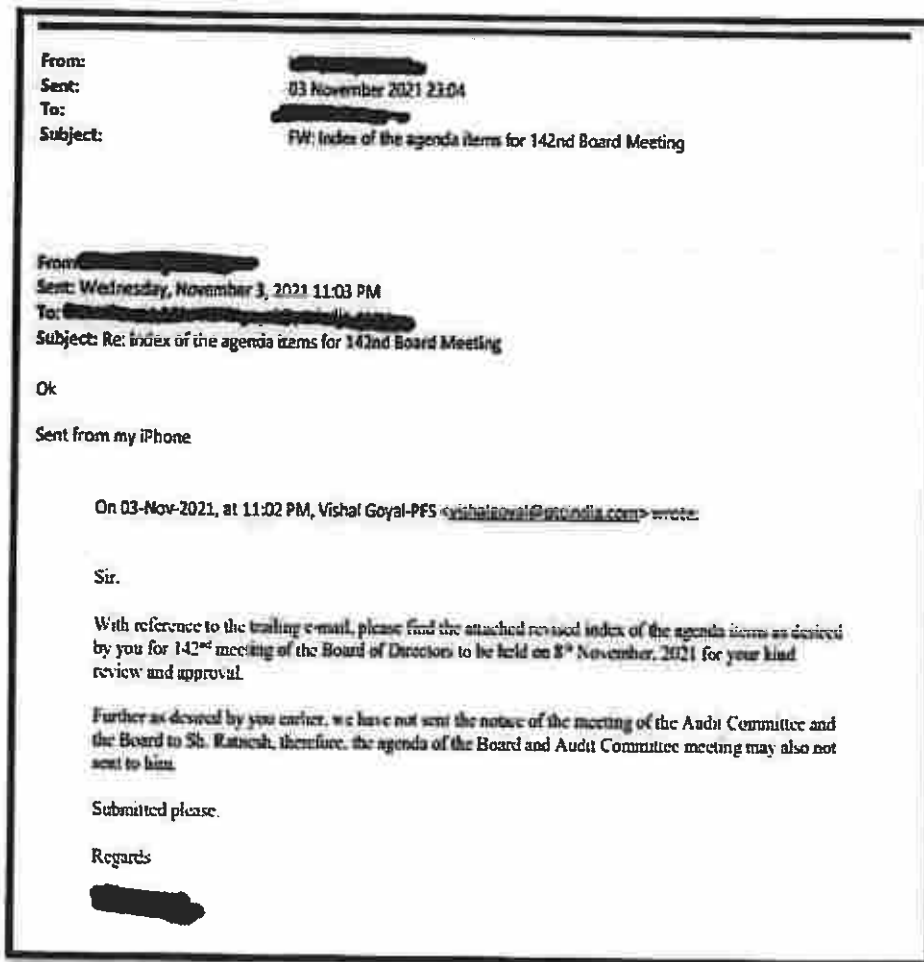 From:
Sent: 03 November 2021 23:04
To:
Subject: FW: Index of the agenda items for 142nd Board Meeting
From
Sent: Wednesday, November 3, 2021 11:03 PM
To:
Subject: Re: Index of the agenda items for 142nd Board Meeting
Ok
Sent from my iPhone
On 03-Nov-2021, at 11:02 PM, Vishal Goyal-PFS <vishalgoyal@ptcindia.com> wrote:
Sir.
With reference to the trailing e-mail, please find the attached revised index of the agenda items as desired
by you for 142nd meeting of the Board of Directors to be held on 8th November, 2021 for your kind
review and approval.
Further as desired by you earlier, we have not sent the notice of the meeting of the Audit Committee and
the Board to Sh. Ratnesh, therefore, the agenda of the Board and Audit Committee meeting may also not
sent to him.
Submitted please.
Regards